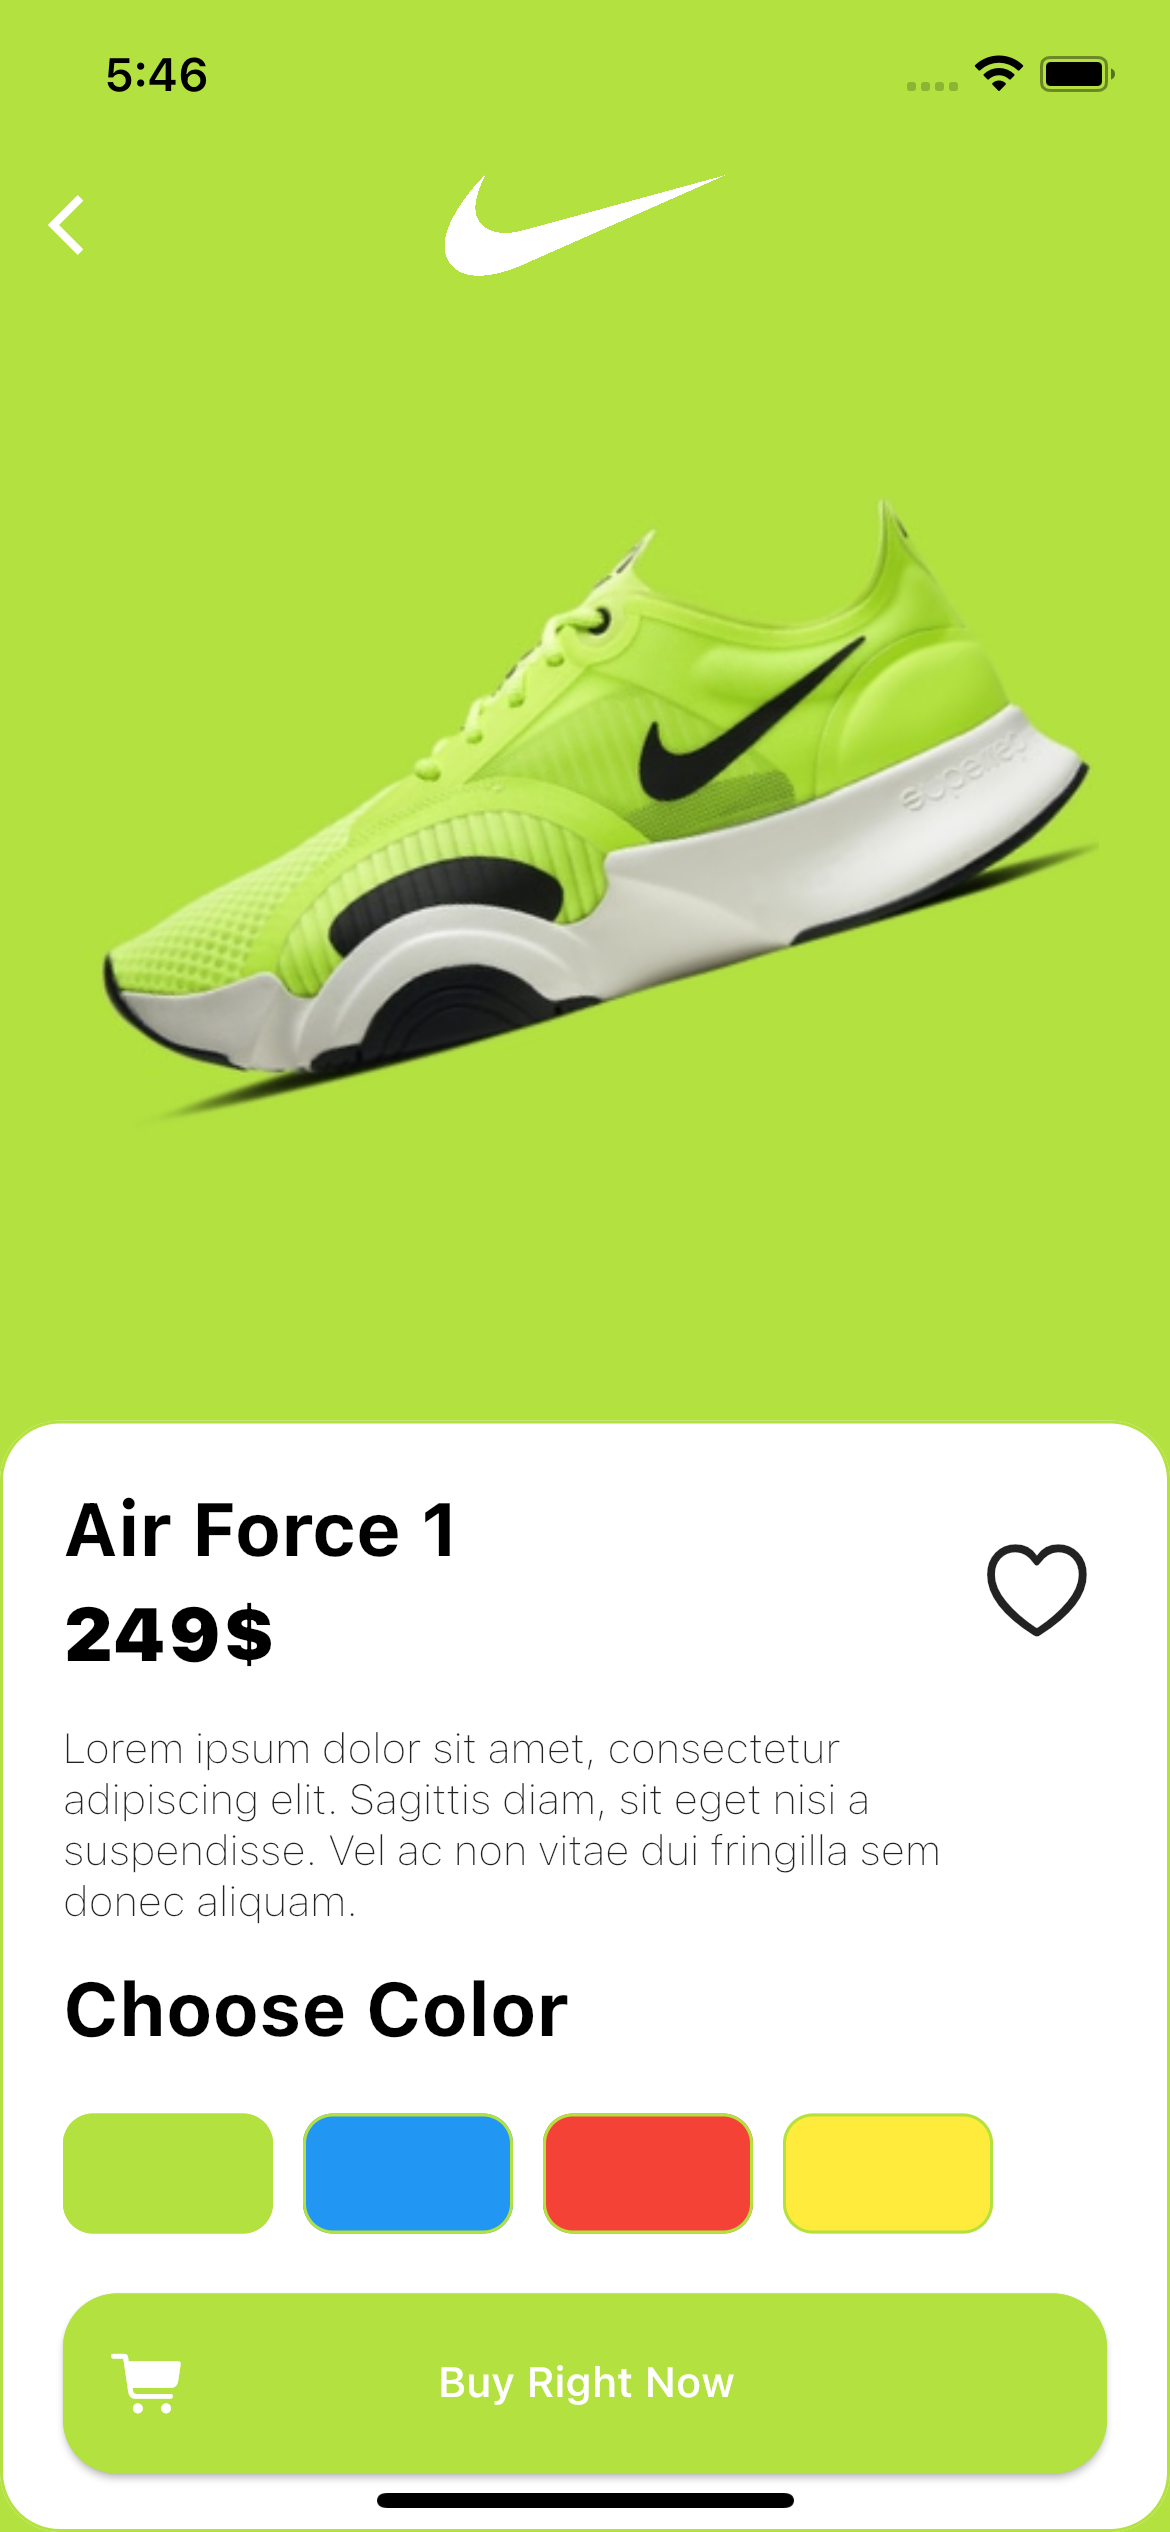 5:46
superrep
Air Force 1
249$
Lorem ipsum dolor sit amet, consectetur
adipiscing elit. Sagittis diam, sit eget nisi a
suspendisse. Vel ac non vitae dui fringilla sem
donec aliquam.
Choose Color
Buy Right Now